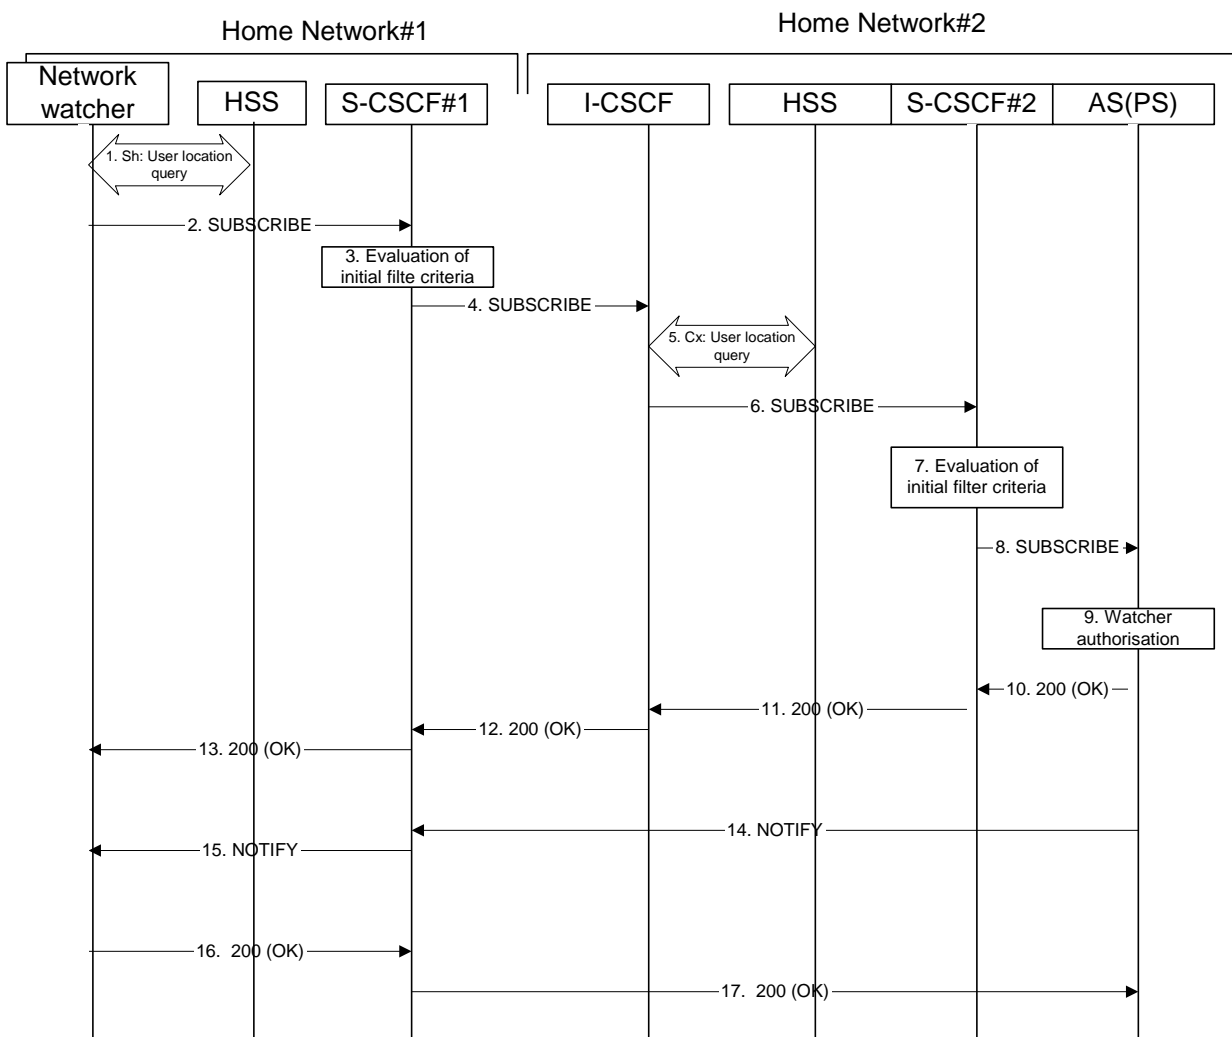 Home Network#1
Home Network#2
Network
watcher
HSS
S-CSCF#1
I-CSCF
HSS
S-CSCF#2
AS(PS)
1. Sh: User location
query
2. SUBSCRIBE
3. Evaluation of
initial filte criteria
4. SUBSCRIBE
5. Cx: User location
query
6. SUBSCRIBE
7. Evaluation of
initial filter criteria
8. SUBSCRIBE
9. Watcher
authorisation
10. 200 (OK)
11. 200 (OK)
12. 200 (OK)
13. 200 (OK)
14. NOTIFY
15. NOTIFY
16. 200 (OK)
17. 200 (OK)